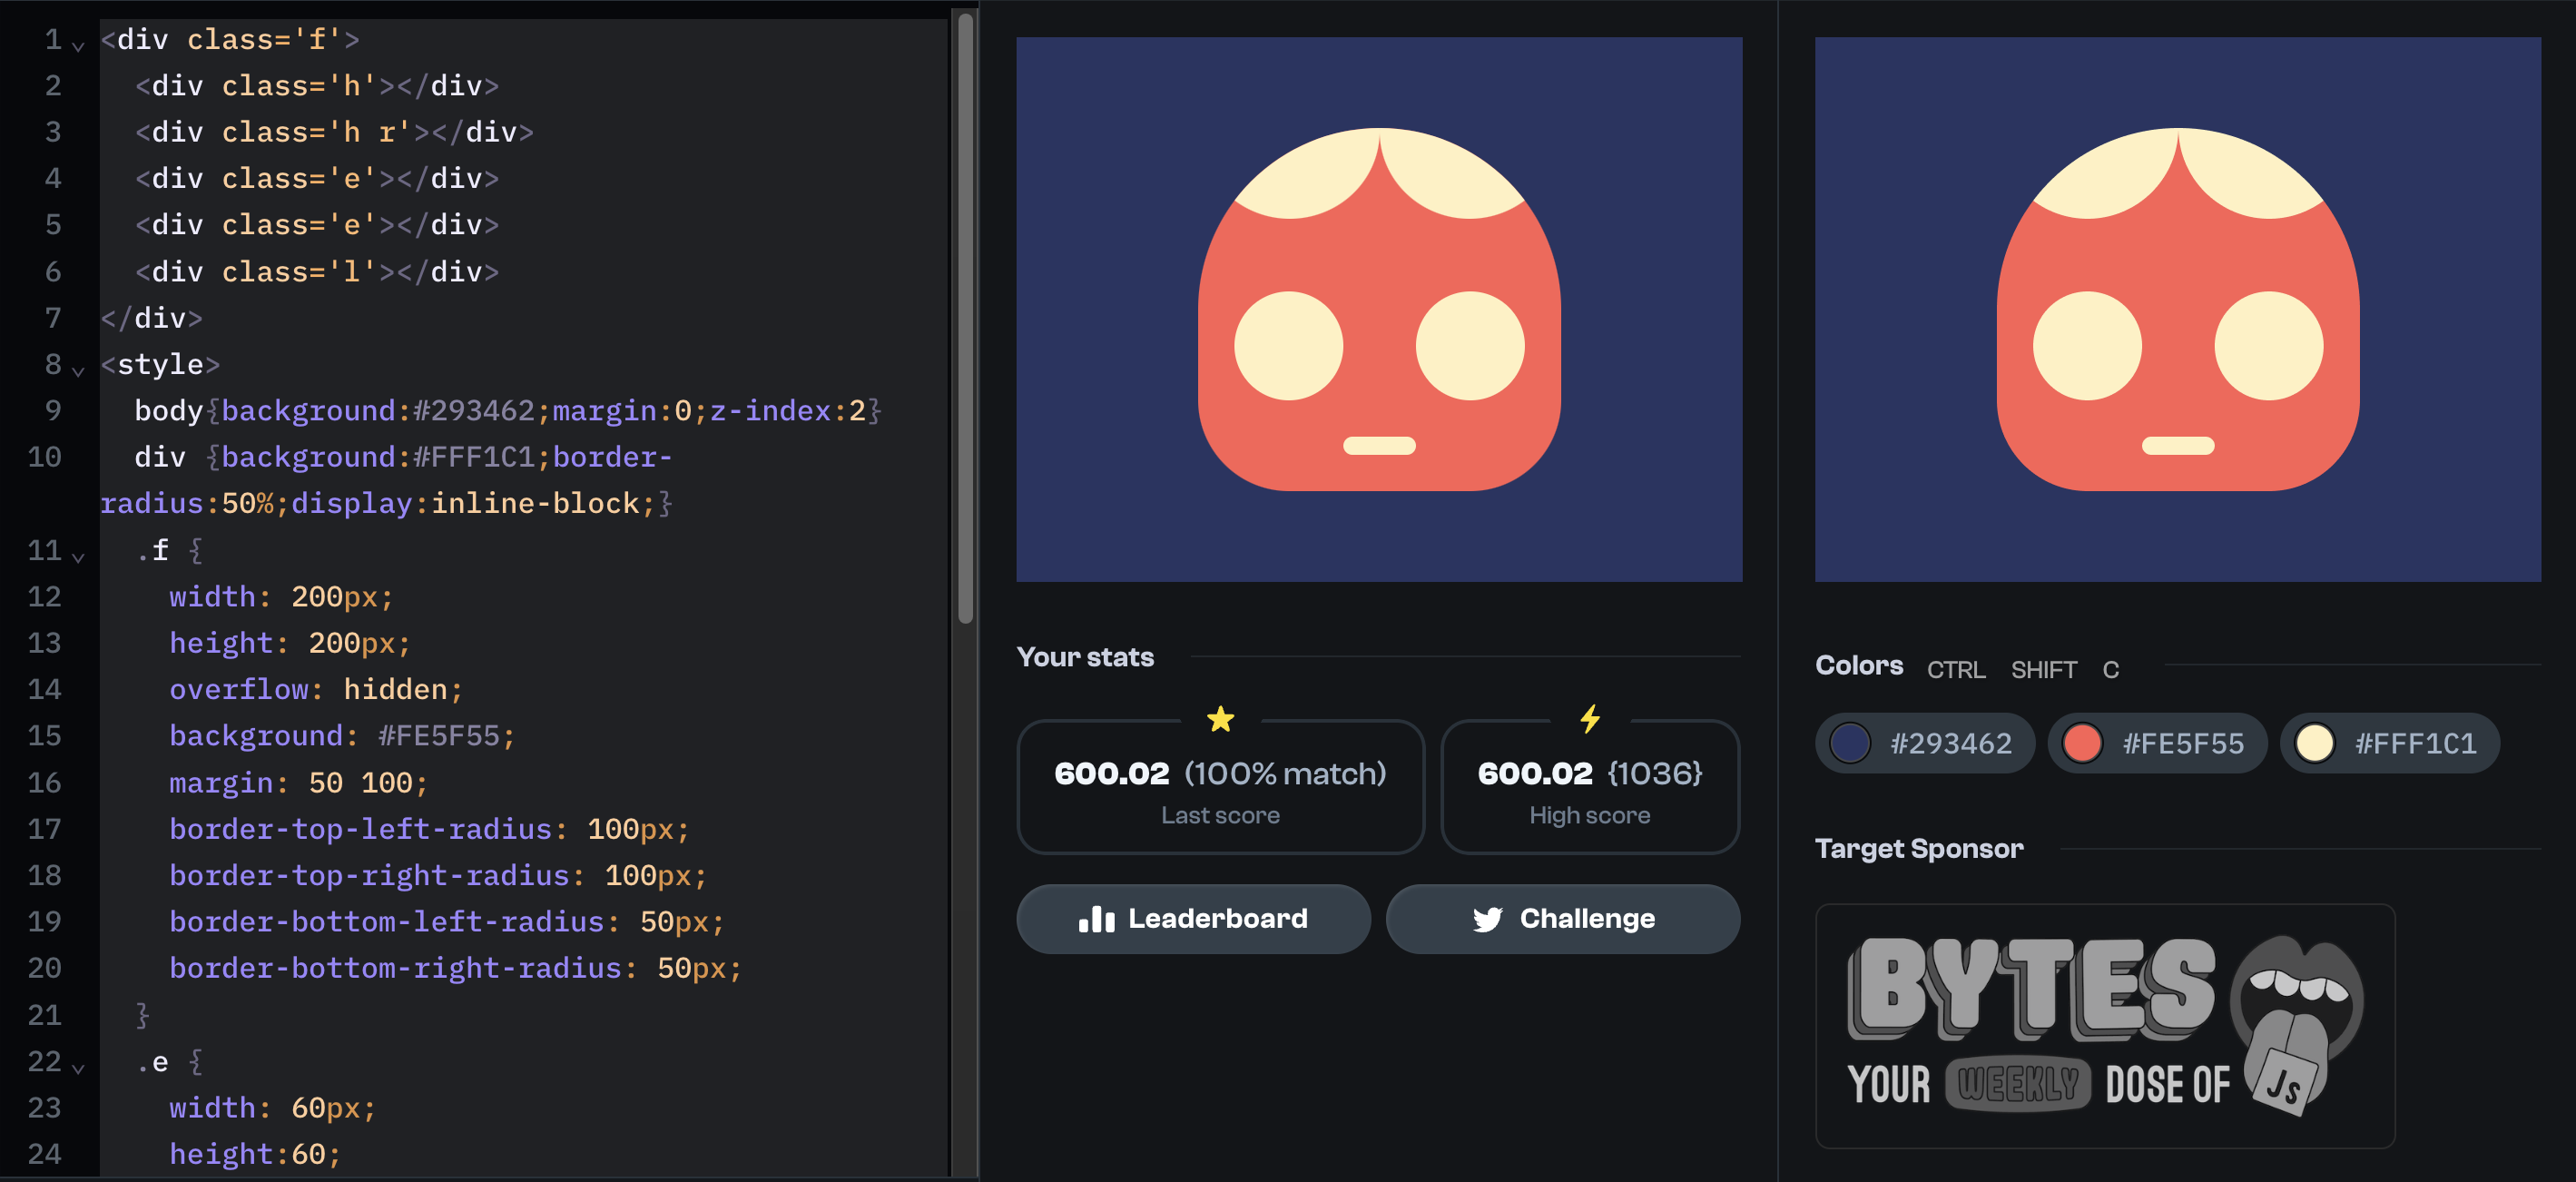 1 <div class='f'>
2 <div class='h'></div>
3 <div class='h r'></div>
4 <div class='e'></div>
5 <div class='e'></div>
6 <div class='l'></div>
7 </div>
8 <style>
9 body{background:#293462;margin:0;z-index:2}
10 div {background:#FFF1C1;border-
radius:50%;display:inline-block;}
11 .f {
12 width: 200px;
13 height: 200px;
14 overflow: hidden;
15 background: #FE5F55;
16 margin: 50 100;
17 border-top-left-radius: 100px;
18 border-top-right-radius: 100px;
19 border-bottom-left-radius: 50px;
20 border-bottom-right-radius: 50px;
21 }
22 .e {
23 width: 60px;
24 height:60;
Your stats
600.02 (100% match)
Last score
600.02 {1036}
High score
Leaderboard
Challenge
Colors CTRL SHIFT C
#293462 #FE5F55 #FFF1C1
Target Sponsor
BYTES
YOUR WEEKLY DOSE OF
JS